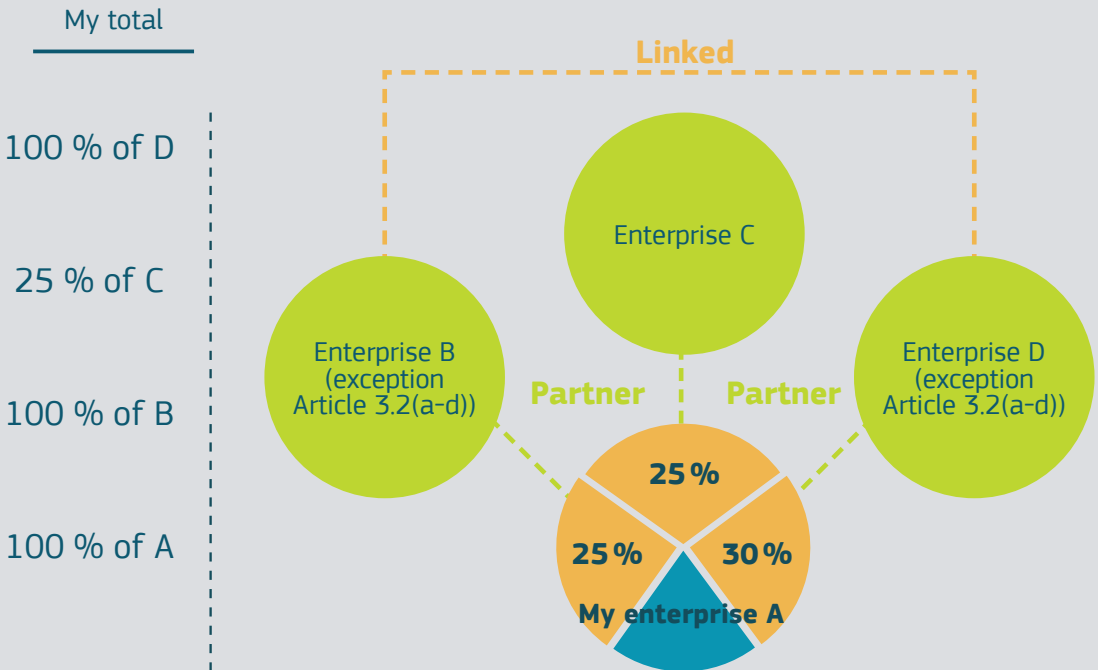 My total
100 % of D
25 % of C
100 % of B
100 % of A
Linked
Enterprise C
Enterprise B
(exception
Article 3.2(a-d))
Partner
Partner
Enterprise D
(exception
Article 3.2(a-d))
25 %
25 %
30 %
My enterprise A